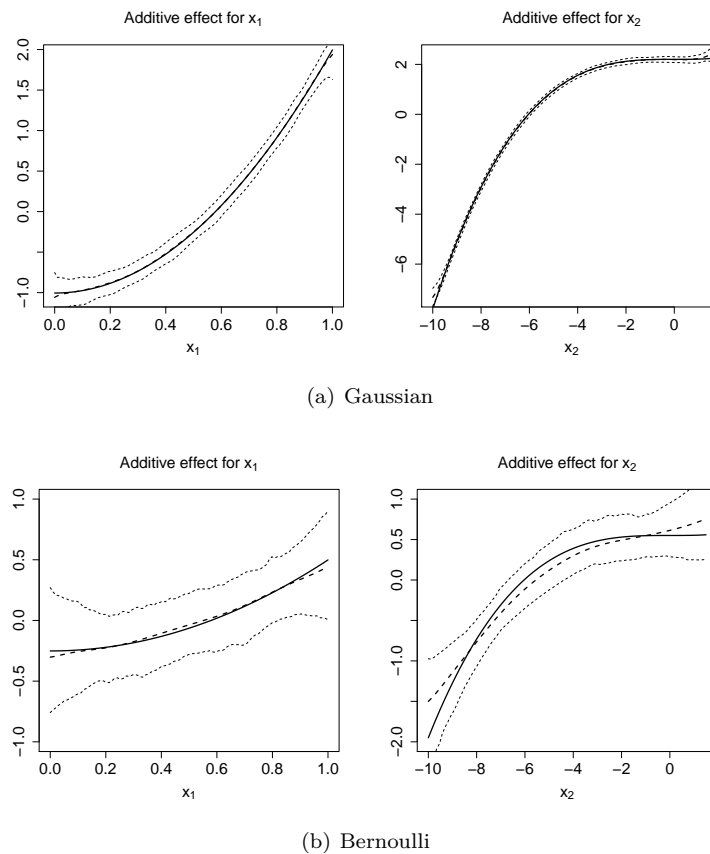 Additive effect for x₁
Additive effect for x₂
−1.0 0.0 0.5 1.0 1.5 2.0
0.0 0.2 0.4 0.6 0.8 1.0
x₁
−6 −4 −2 0 2
−10 −8 −6 −4 −2 0
x₂
(a) Gaussian
Additive effect for x₁
Additive effect for x₂
−1.0 −0.5 0.0 0.5 1.0
0.0 0.2 0.4 0.6 0.8 1.0
x₁
−2.0 −1.0 0.0 0.5 1.0
−10 −8 −6 −4 −2 0
x₂
(b) Bernoulli